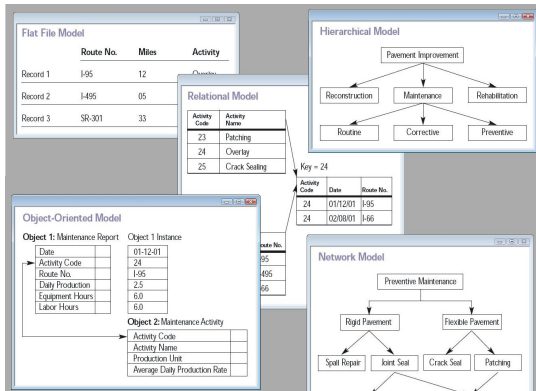 Flat File Model
Route No. Miles Activity
Record 1 I-95 12 Overlay
Record 2 I-495 05
Record 3 SR-301 33
Relational Model
Activity Code Activity Name
23 Patching
24 Overlay
25 Crack Sealing
Key = 24
Activity Code Date Route No.
24 01/12/01 I-95
24 02/08/01 I-66
oute No.
-95
-495
-66
Hierarchical Model
Pavement Improvement
Reconstruction Maintenance Rehabilitation
Routine Corrective Preventive
Object-Oriented Model
Object 1: Maintenance Report Object 1 Instance
Date 01-12-01
Activity Code 24
Route No. I-95
Daily Production 2.5
Equipment Hours 6.0
Labor Hours 6.0
Object 2: Maintenance Activity
Activity Code
Activity Name
Production Unit
Average Daily Production Rate
Network Model
Preventive Maintenance
Rigid Pavement Flexible Pavement
Spall Repair Joint Seal Crack Seal Patching